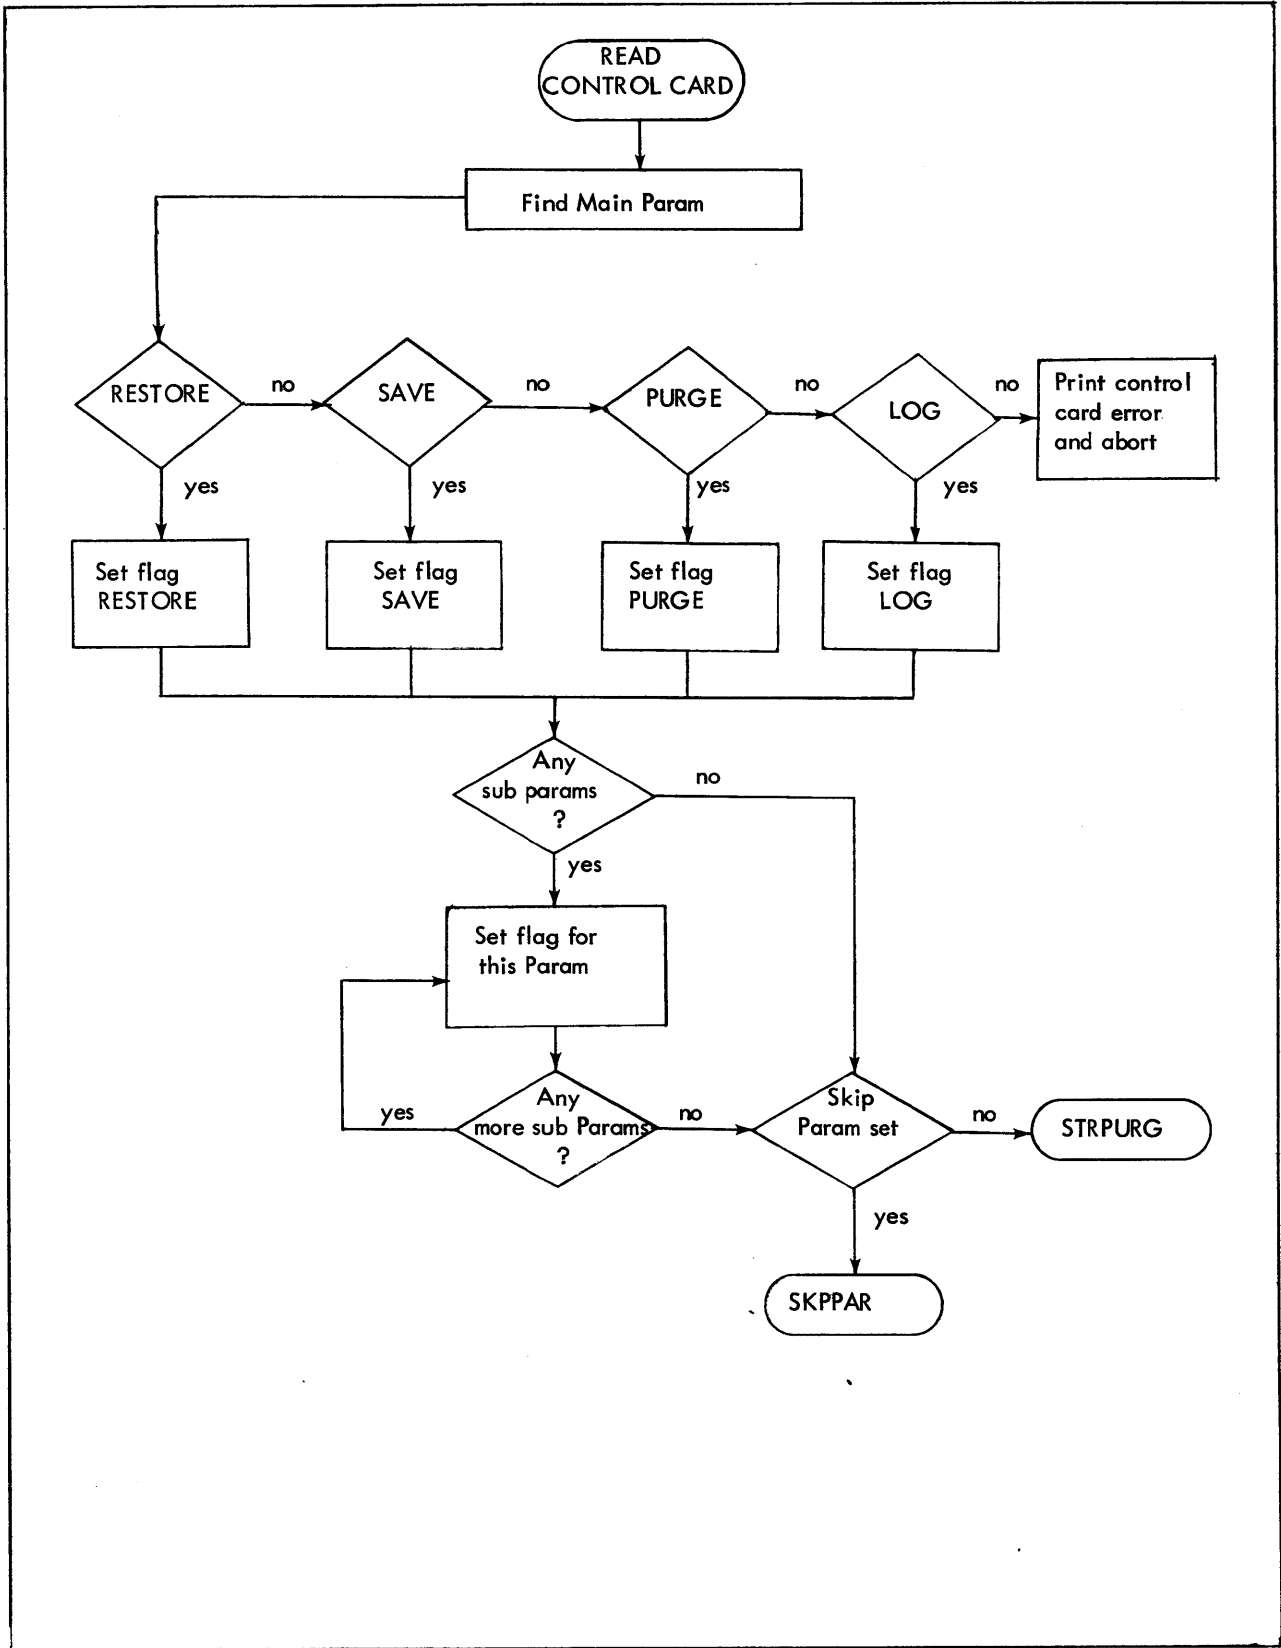 READ
CONTROL CARD
Find Main Param
RESTORE
no
SAVE
no
PURGE
no
LOG
no
Print control
card error
and abort
yes
yes
yes
yes
Set flag
RESTORE
Set flag
SAVE
Set flag
PURGE
Set flag
LOG
Any
sub params
?
no
yes
Set flag for
this Param
Any
more sub Params
?
yes
no
Skip
Param set
no
STRPURG
yes
SKPPAR